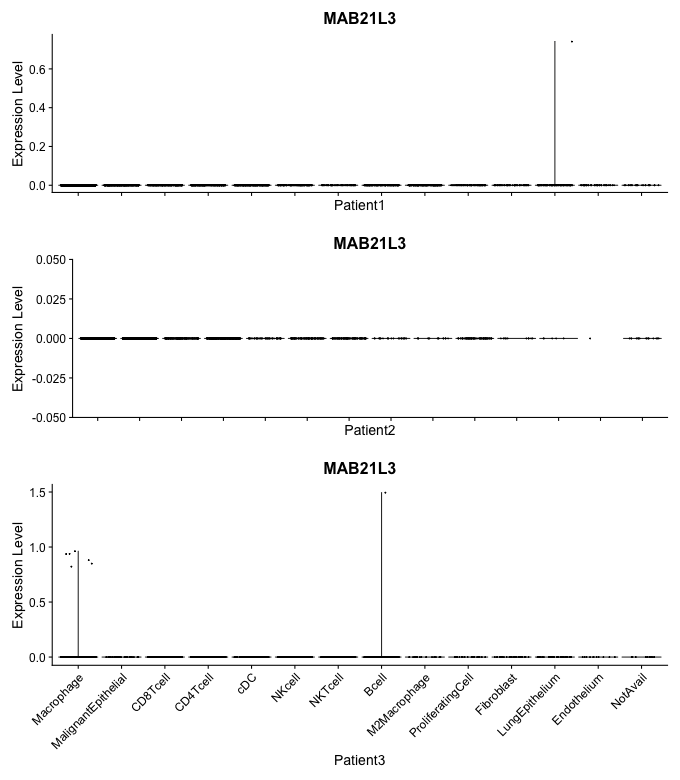 MAB21L3
Expression Level
0.6
0.4
0.2
0.0
Patient1
MAB21L3
Expression Level
0.050
0.025
0.000
-0.025
-0.050
Patient2
MAB21L3
Expression Level
1.5
1.0
0.5
0.0
Macrophage
MalignantEpithelial
CD8Tcell
CD4Tcell
cDC
NKcell
NKTcell
Bcell
M2Macrophage
ProliferatingCell
Fibroblast
LungEpithelium
Endothelium
NotAvail
Patient3